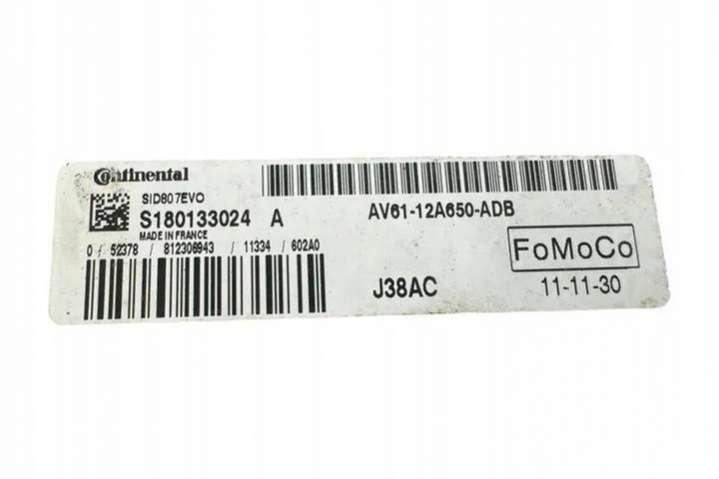 Continental
SID807EVO
S180133024 A
MADE IN FRANCE
0 / 52378 / 812306943 / 11334 / 602A0
AV61-12A650-ADB
FoMoCo
J38AC
11-11-30